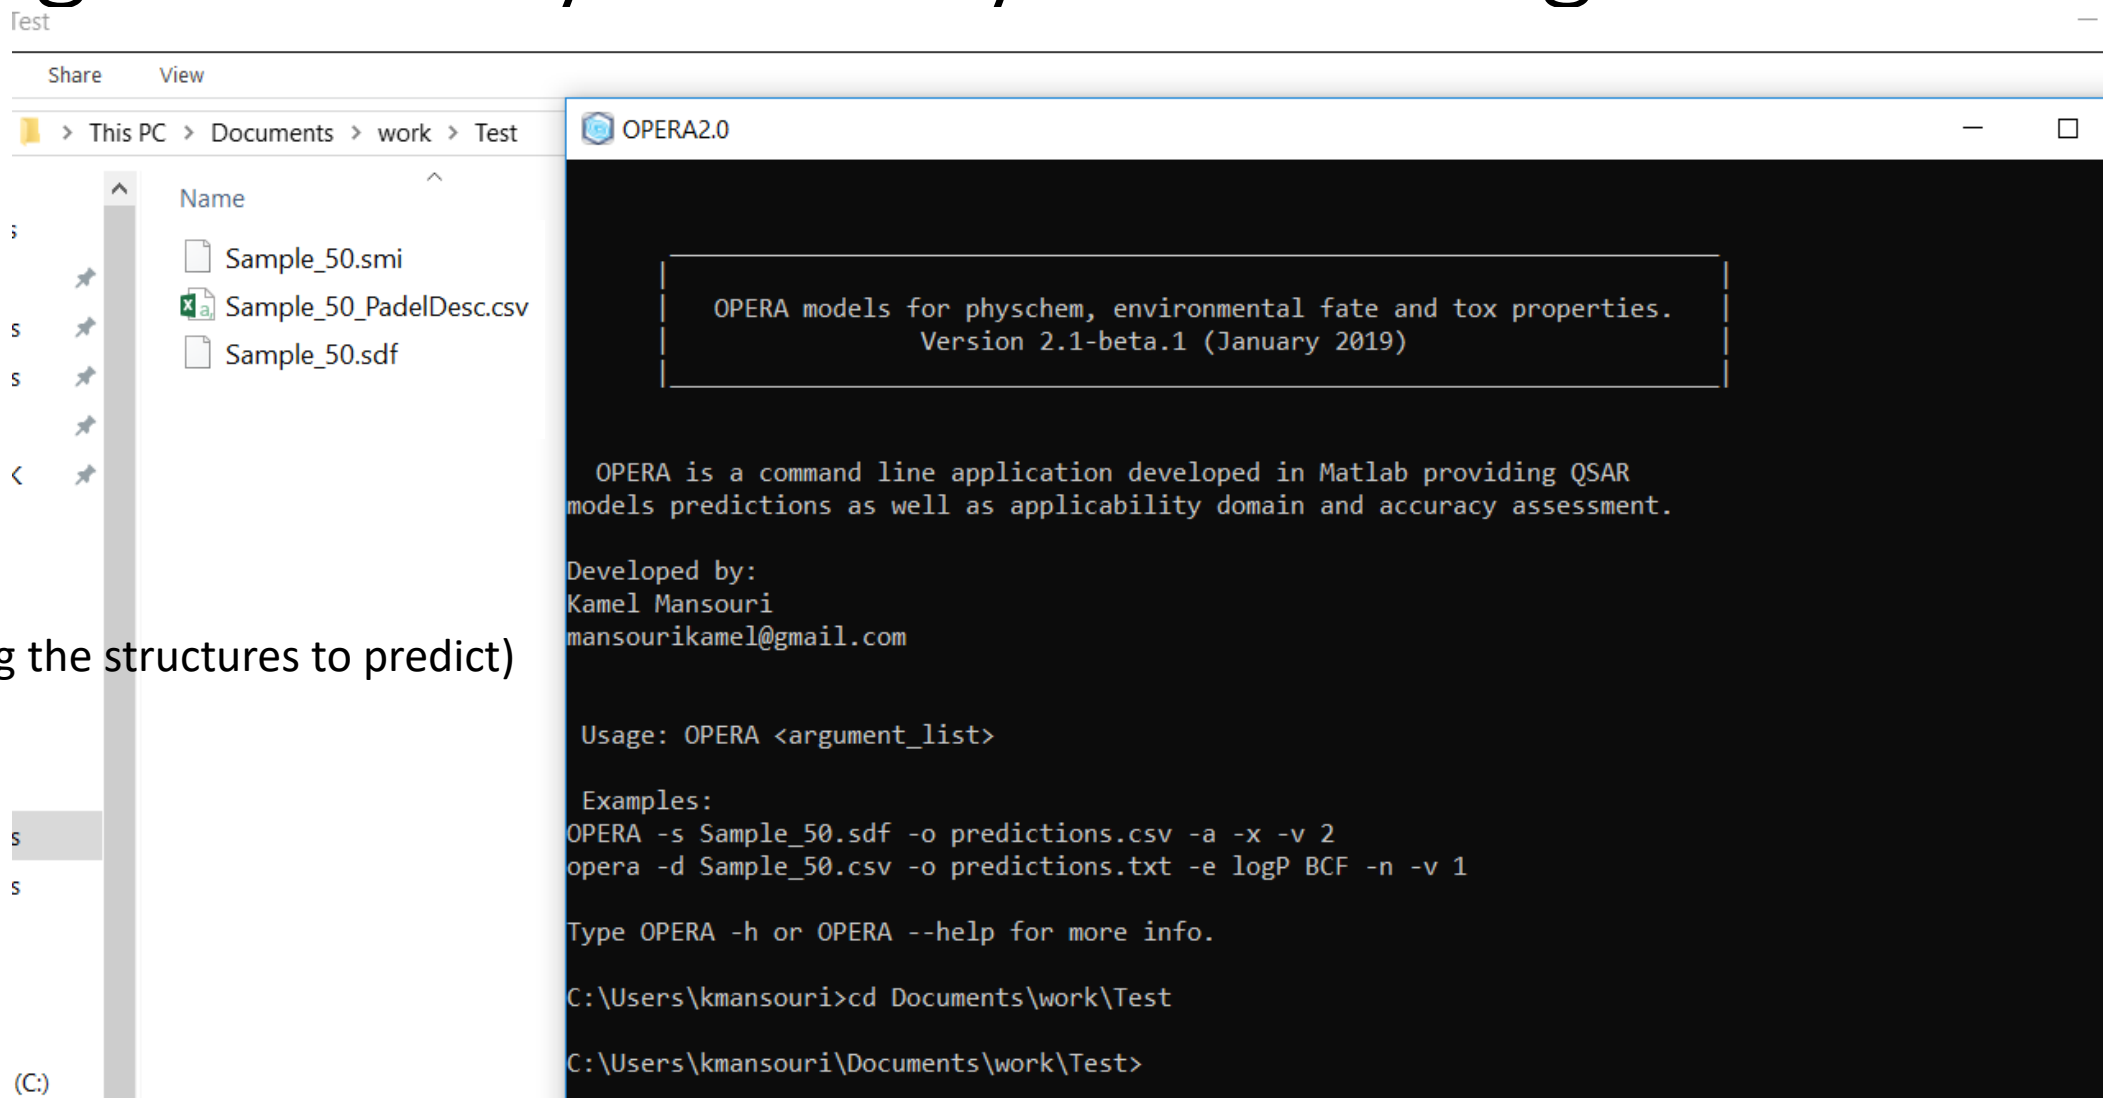 Test
Share View
> This PC > Documents > work > Test
Name
Sample_50.smi
Sample_50_PadelDesc.csv
Sample_50.sdf
the structures to predict)
(C:)
OPERA2.0
OPERA models for physchem, environmental fate and tox properties.
Version 2.1-beta.1 (January 2019)
OPERA is a command line application developed in Matlab providing QSAR
models predictions as well as applicability domain and accuracy assessment.
Developed by:
Kamel Mansouri
mansourikamel@gmail.com
Usage: OPERA <argument_list>
Examples:
OPERA -s Sample_50.sdf -o predictions.csv -a -x -v 2
opera -d Sample_50.csv -o predictions.txt -e logP BCF -n -v 1
Type OPERA -h or OPERA --help for more info.
C:\Users\kmansouri>cd Documents\work\Test
C:\Users\kmansouri\Documents\work\Test>